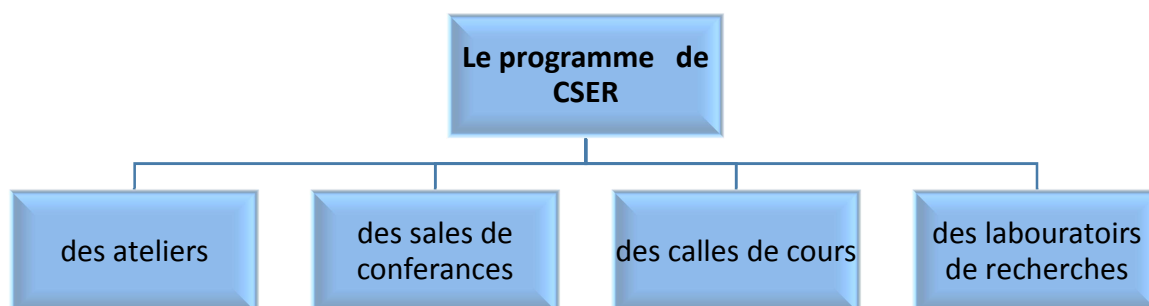 Le programme de
CSER
des ateliers
des sales de
conferances
des calles de cours
des labouratoirs
de recherches